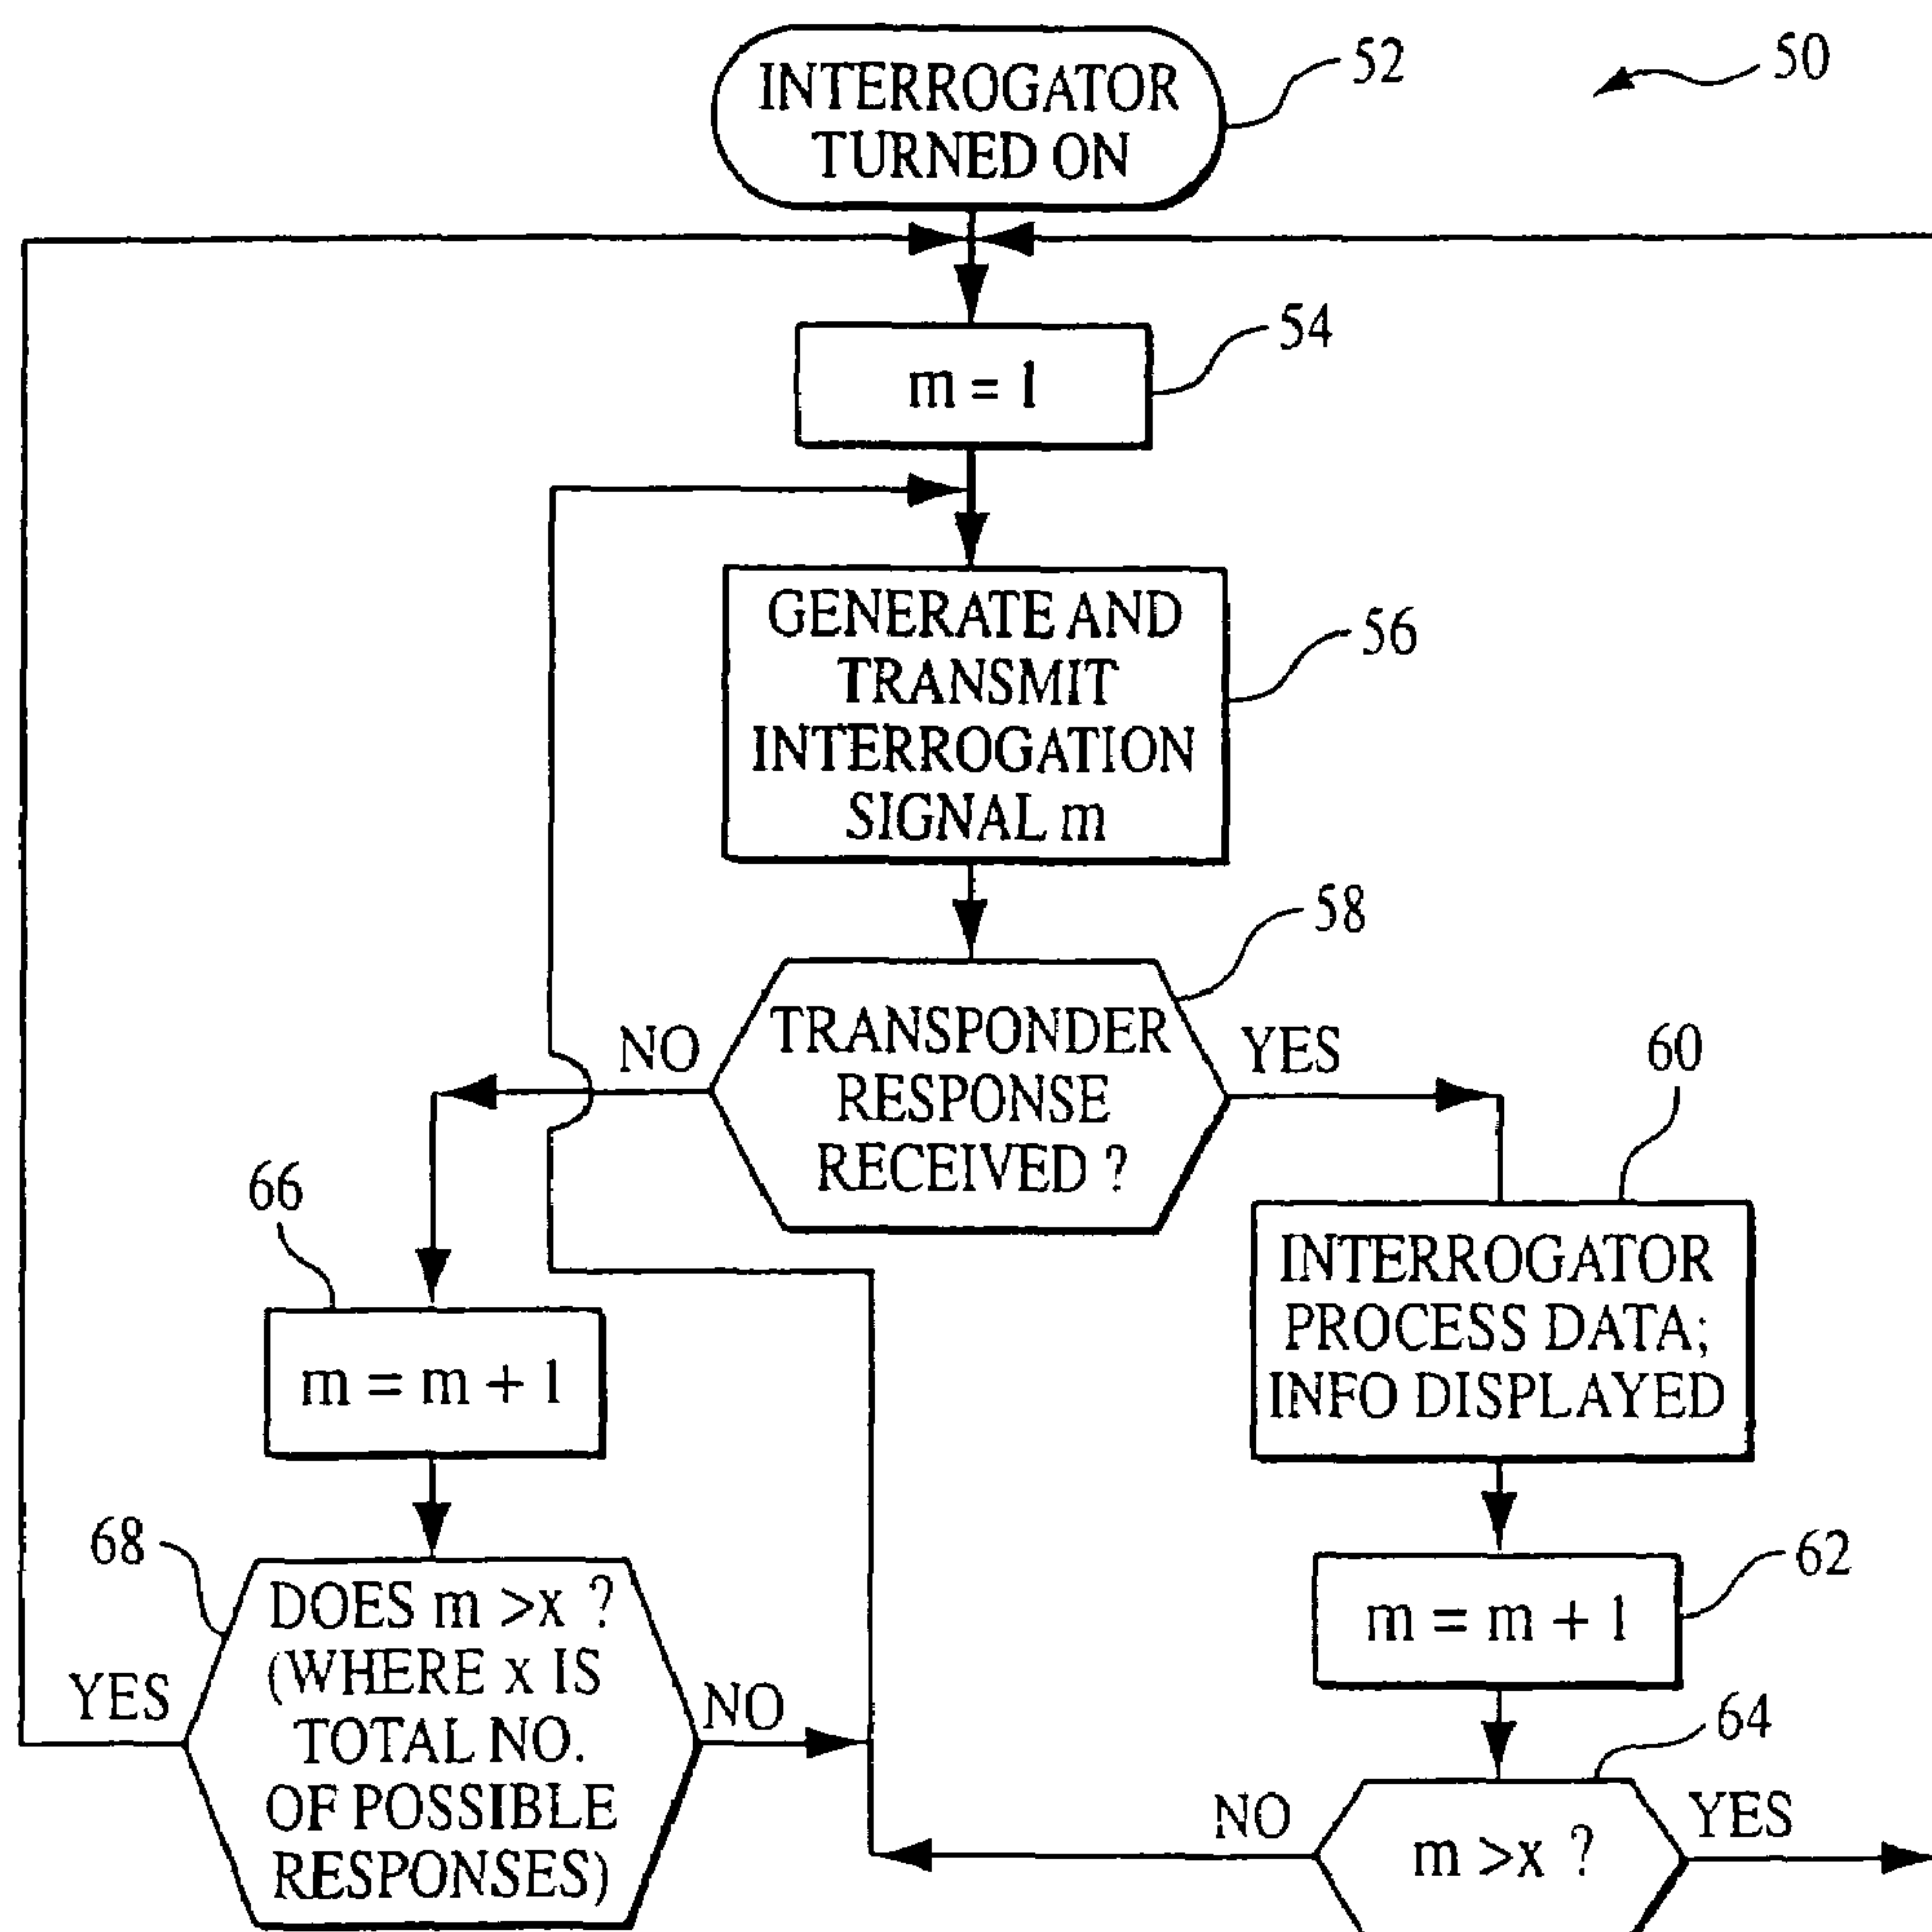 INTERROGATOR
TURNED ON
52
50
m = 1
54
GENERATE AND
TRANSMIT
INTERROGATION
SIGNAL m
56
58
NO
TRANSPONDER
RESPONSE
RECEIVED ?
YES
60
66
INTERROGATOR
PROCESS DATA;
INFO DISPLAYED
m = m + 1
68
62
m = m + 1
DOES m >x ?
(WHERE x IS
TOTAL NO.
OF POSSIBLE
RESPONSES)
YES
NO
64
NO
m >x ?
YES